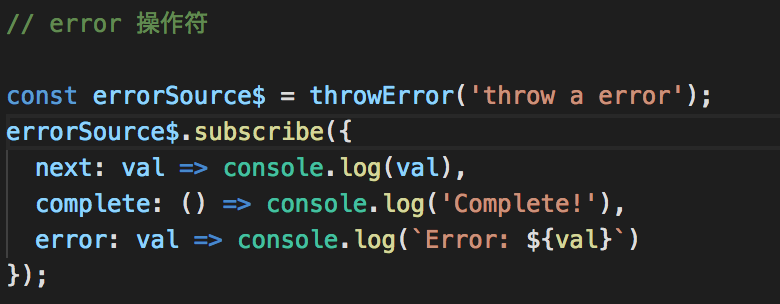 // error 操作符
const errorSource$ = throwError('throw a error');
errorSource$.subscribe({
next: val => console.log(val),
complete: () => console.log('Complete!'),
error: val => console.log(`Error: ${val}`)
});